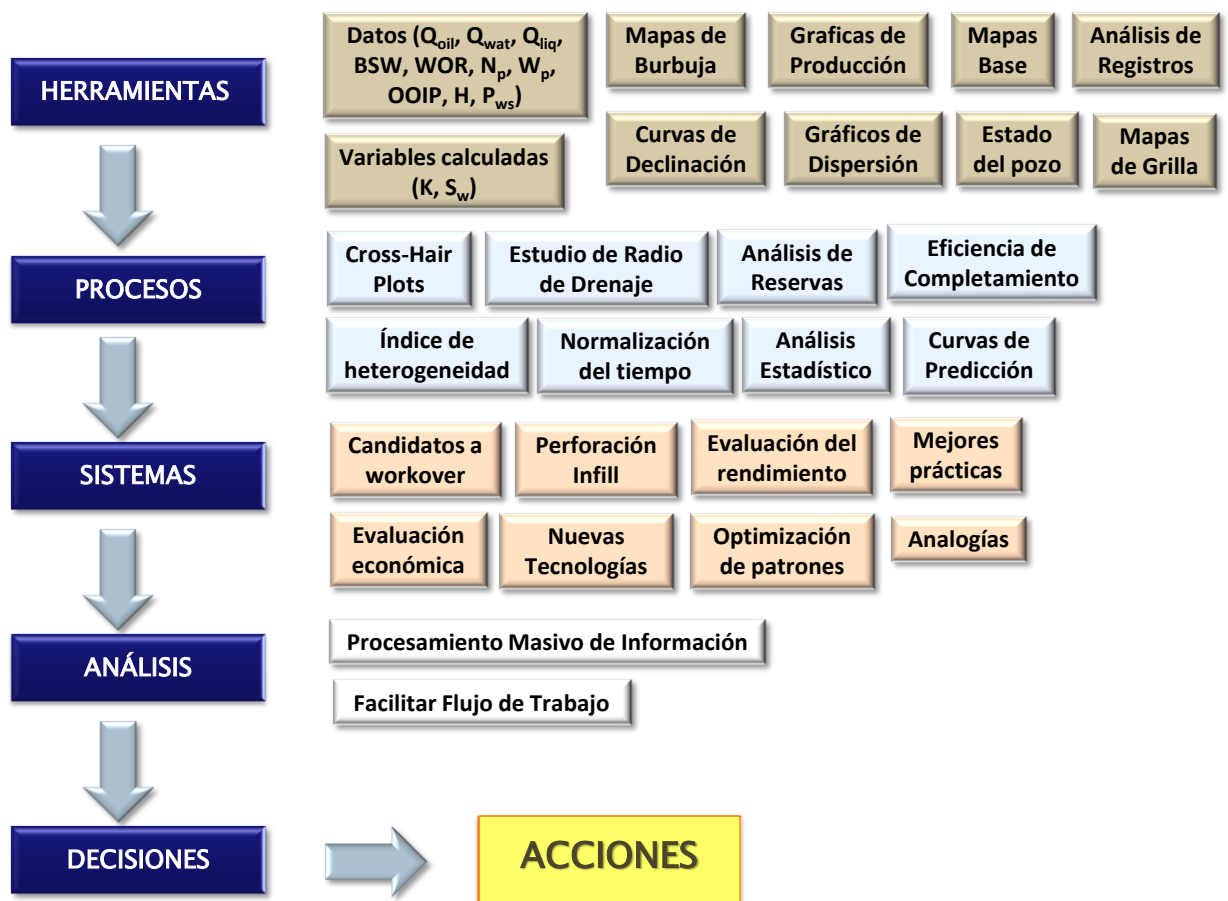 HERRAMIENTAS
Datos (Qoil, Qwat, Qliq,
BSW, WOR, Np, Wp,
OOIP, H, Pws)
Mapas de
Burbuja
Graficas de
Producción
Mapas
Base
Análisis de
Registros
Variables calculadas
(K, Sw)
Curvas de
Declinación
Gráficos de
Dispersión
Estado
del pozo
Mapas
de Grilla
PROCESOS
Cross-Hair
Plots
Estudio de Radio
de Drenaje
Análisis de
Reservas
Eficiencia de
Completamiento
Índice de
heterogeneidad
Normalización
del tiempo
Análisis
Estadístico
Curvas de
Predicción
SISTEMAS
Candidatos a
workover
Perforación
Infill
Evaluación del
rendimiento
Mejores
prácticas
Evaluación
económica
Nuevas
Tecnologías
Optimización
de patrones
Analogías
ANÁLISIS
Procesamiento Masivo de Información
Facilitar Flujo de Trabajo
DECISIONES
ACCIONES